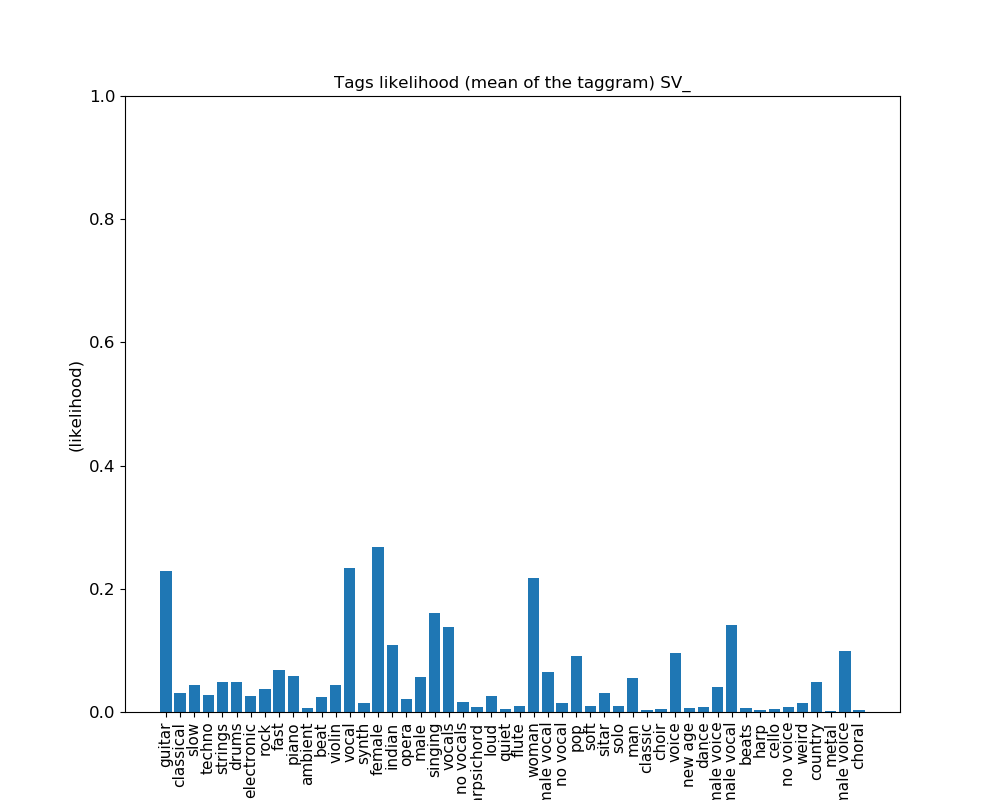 Tags likelihood (mean of the taggram) SV_
1.0
0.8
0.6
0.4
0.2
0.0
(likelihood)
guitar
classical
slow
techno
strings
drums
electronic
rock
fast
piano
ambient
beat
violin
vocal
synth
female
indian
opera
male
singing
vocals
no vocals
arpsichord
loud
quiet
flute
woman
male vocal
no vocal
pop
soft
sitar
solo
man
classic
choir
voice
new age
dance
male voice
male vocal
beats
harp
cello
no voice
weird
country
metal
male voice
choral